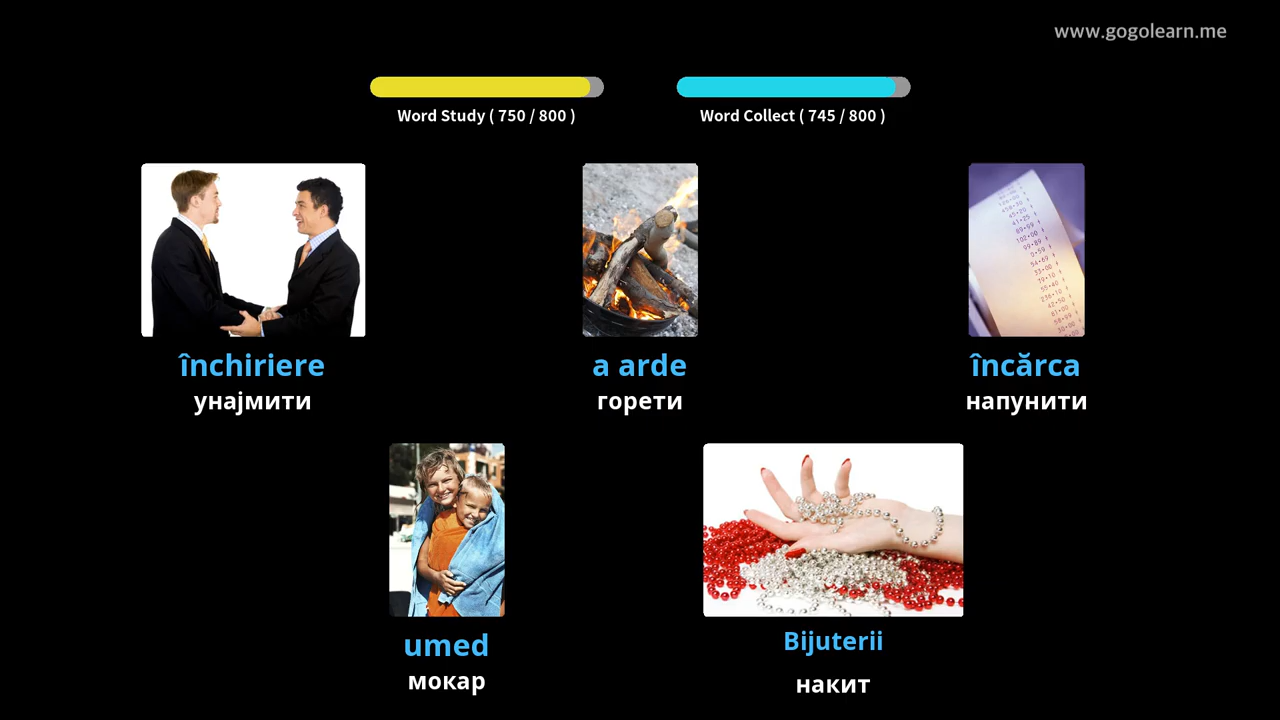 www.gogolearn.me
Word Study ( 750 / 800 )
Word Collect ( 745 / 800 )
închiriere
унајмити
a arde
горети
încărca
напунити
umed
мокар
Bijuterii
накит